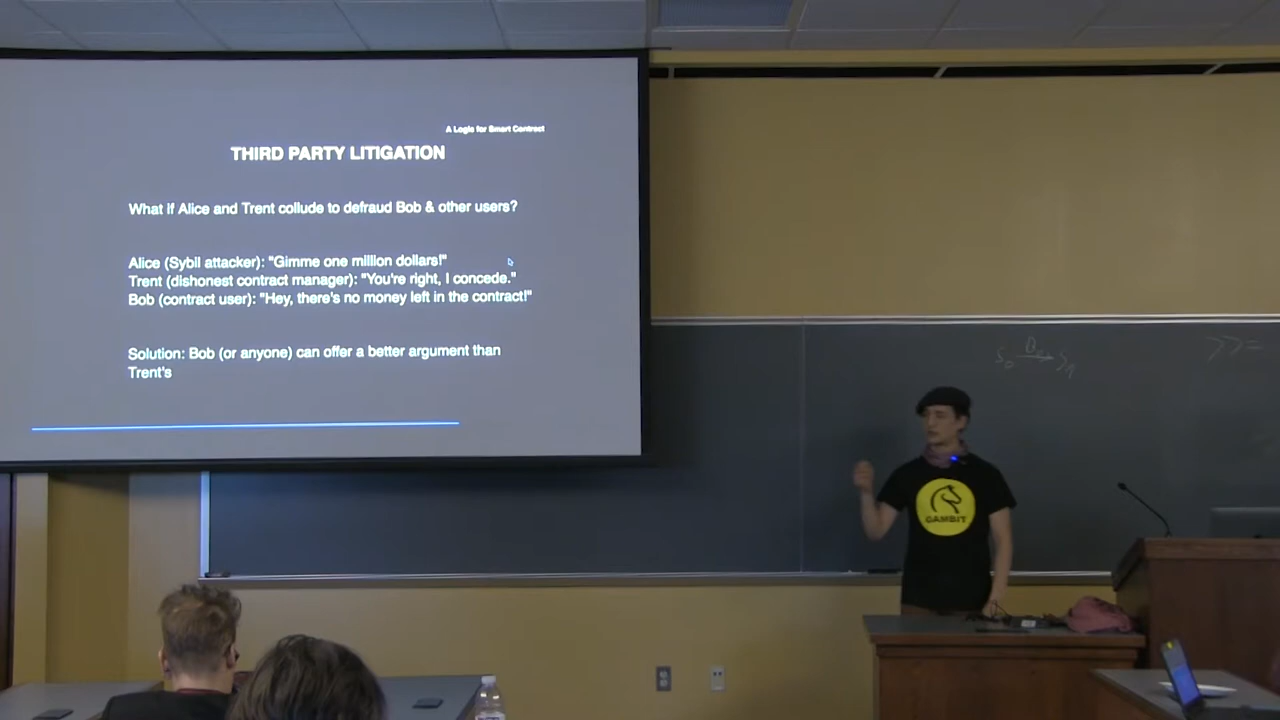 A Logic for Smart Contract
THIRD PARTY LITIGATION
What if Alice and Trent collude to defraud Bob & other users?
Alice (Sybil attacker): "Gimme one million dollars!"
Trent (dishonest contract manager): "You're right, I concede."
Bob (contract user): "Hey, there's no money left in the contract!"
Solution: Bob (or anyone) can offer a better argument than
Trent's
GAMBIT